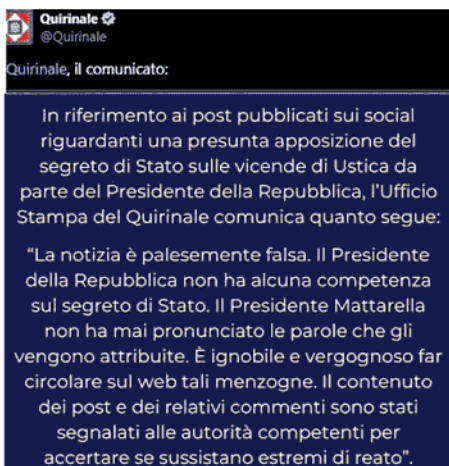 Quirinale
@Quirinale
Quirinale, il comunicato:
In riferimento ai post pubblicati sui social
riguardanti una presunta apposizione del
segreto di Stato sulle vicende di Ustica da
parte del Presidente della Repubblica, l’Ufficio
Stampa del Quirinale comunica quanto segue:
“La notizia è palesemente falsa. Il Presidente
della Repubblica non ha alcuna competenza
sul segreto di Stato. Il Presidente Mattarella
non ha mai pronunciato le parole che gli
vengono attribuite. È ignobile e vergognoso far
circolare sul web tali menzogne. Il contenuto
dei post e dei relativi commenti sono stati
segnalati alle autorità competenti per
accertare se sussistano estremi di reato”.